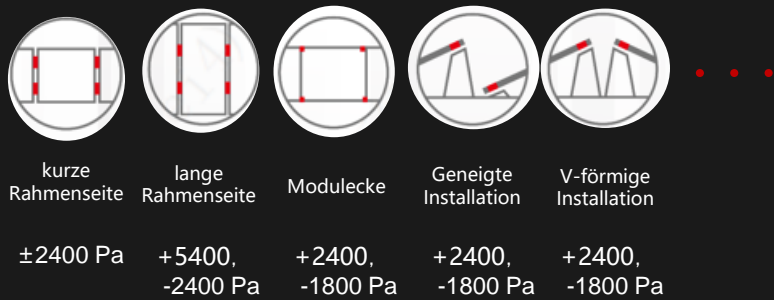 kurze
Rahmenseite
lange
Rahmenseite
Modulecke
Geneigte
Installation
V-förmige
Installation
±2400 Pa
+5400,
-2400 Pa
+2400,
-1800 Pa
+2400,
-1800 Pa
+2400,
-1800 Pa